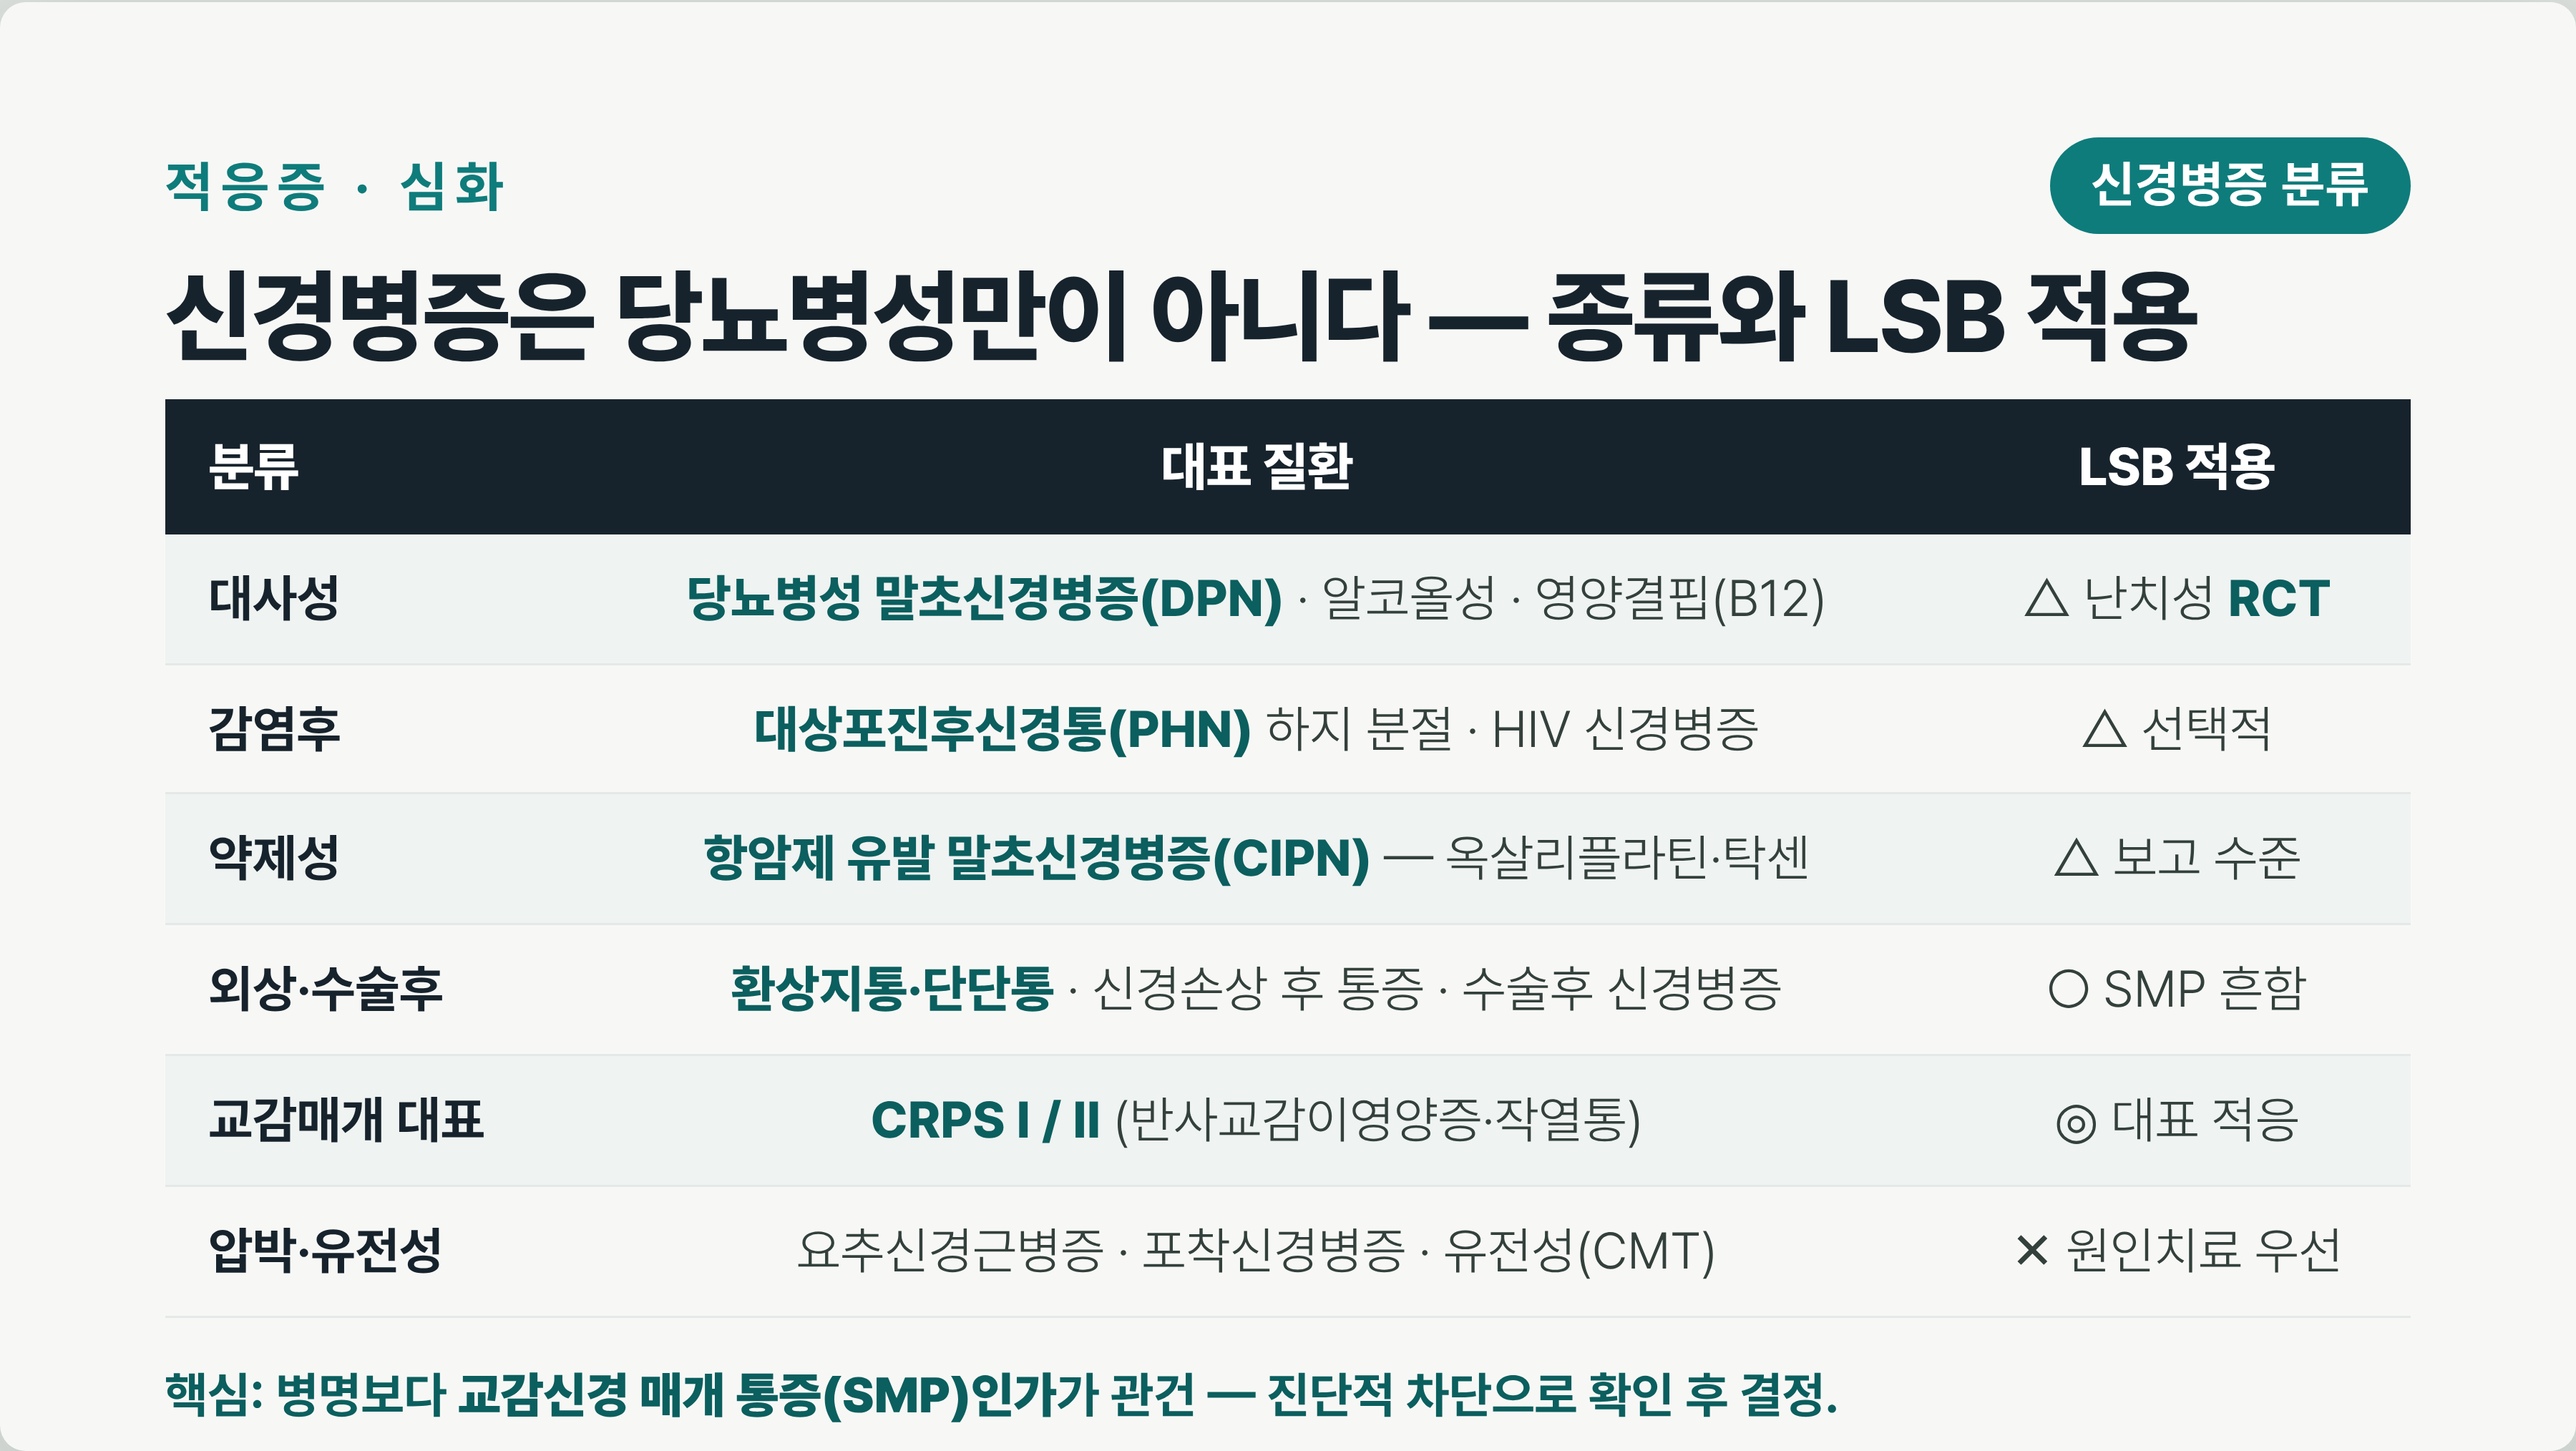 적응증 · 심화
신경병증 분류
신경병증은 당뇨병성만이 아니다 — 종류와 LSB 적용
분류 대표 질환 LSB 적용
대사성 당뇨병성 말초신경병증(DPN) · 알코올성 · 영양결핍(B12) △ 난치성 RCT
감염후 대상포진후신경통(PHN) 하지 분절 · HIV 신경병증 △ 선택적
약제성 항암제 유발 말초신경병증(CIPN) — 옥살리플라틴·탁센 △ 보고 수준
외상·수술후 환상지통·단단통 · 신경손상 후 통증 · 수술후 신경병증 ○ SMP 흔함
교감매개 대표 CRPS I / II (반사교감이영양증·작열통) ◎ 대표 적응
압박·유전성 요추신경근병증 · 포착신경병증 · 유전성(CMT) ✕ 원인치료 우선
핵심: 병명보다 교감신경 매개 통증(SMP)인가가 관건 — 진단적 차단으로 확인 후 결정.